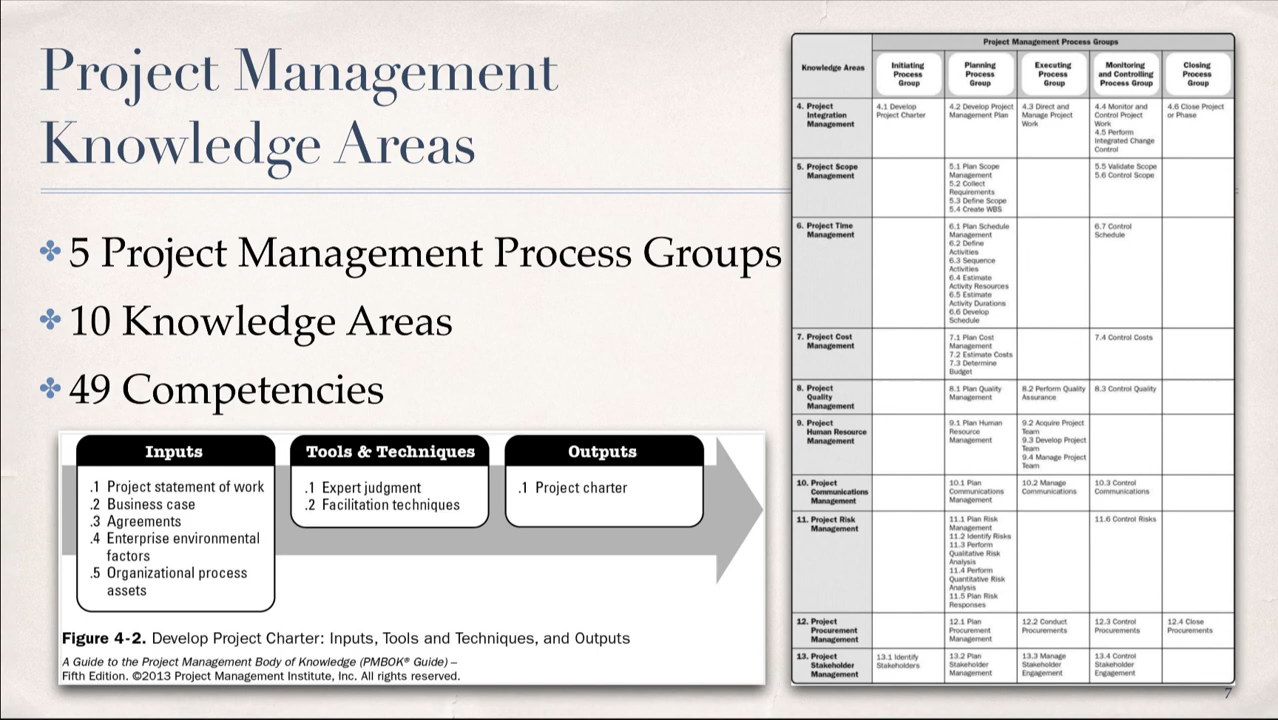 Project Management
Knowledge Areas
5 Project Management Process Groups
10 Knowledge Areas
49 Competencies
Inputs
.1 Project statement of work
.2 Business case
.3 Agreements
.4 Enterprise environmental
factors
.5 Organizational process
assets
Tools & Techniques
.1 Expert judgment
.2 Facilitation techniques
Outputs
.1 Project charter
Figure 4-2. Develop Project Charter: Inputs, Tools and Techniques, and Outputs
A Guide to the Project Management Body of Knowledge (PMBOK® Guide) –
Fifth Edition. ©2013 Project Management Institute, Inc. All rights reserved.
Project Management Process Groups
Knowledge Areas
Initiating
Process
Group
Planning
Process
Group
Executing
Process
Group
Monitoring
and Controlling
Process Group
Closing
Process
Group
4. Project
Integration
Management
4.1 Develop
Project Charter
4.2 Develop Project
Management Plan
4.3 Direct and
Manage Project
Work
4.4 Monitor and
Control Project
Work
4.5 Perform
Integrated Change
Control
4.6 Close Project
or Phase
5. Project Scope
Management
5.1 Plan Scope
Management
5.2 Collect
Requirements
5.3 Define Scope
5.4 Create WBS
5.5 Validate Scope
5.6 Control Scope
6. Project Time
Management
6.1 Plan Schedule
Management
6.2 Define
Activities
6.3 Sequence
Activities
6.4 Estimate
Activity Resources
6.5 Estimate
Activity Durations
6.6 Develop
Schedule
6.7 Control
Schedule
7. Project Cost
Management
7.1 Plan Cost
Management
7.2 Estimate Costs
7.3 Determine
Budget
7.4 Control Costs
8. Project
Quality
Management
8.1 Plan Quality
Management
8.2 Perform Quality
Assurance
8.3 Control Quality
9. Project
Human Resource
Management
9.1 Plan Human
Resource
Management
9.2 Acquire Project
Team
9.3 Develop Project
Team
9.4 Manage Project
Team
10. Project
Communications
Management
10.1 Plan
Communications
Management
10.2 Manage
Communications
10.3 Control
Communications
11. Project Risk
Management
11.1 Plan Risk
Management
11.2 Identify Risks
11.3 Perform
Qualitative Risk
Analysis
11.4 Perform
Quantitative Risk
Analysis
11.5 Plan Risk
Responses
11.6 Control Risks
12. Project
Procurement
Management
12.1 Plan
Procurement
Management
12.2 Conduct
Procurements
12.3 Control
Procurements
12.4 Close
Procurements
13. Project
Stakeholder
Management
13.1 Identify
Stakeholders
13.2 Plan
Stakeholder
Management
13.3 Manage
Stakeholder
Engagement
13.4 Control
Stakeholder
Engagement
7